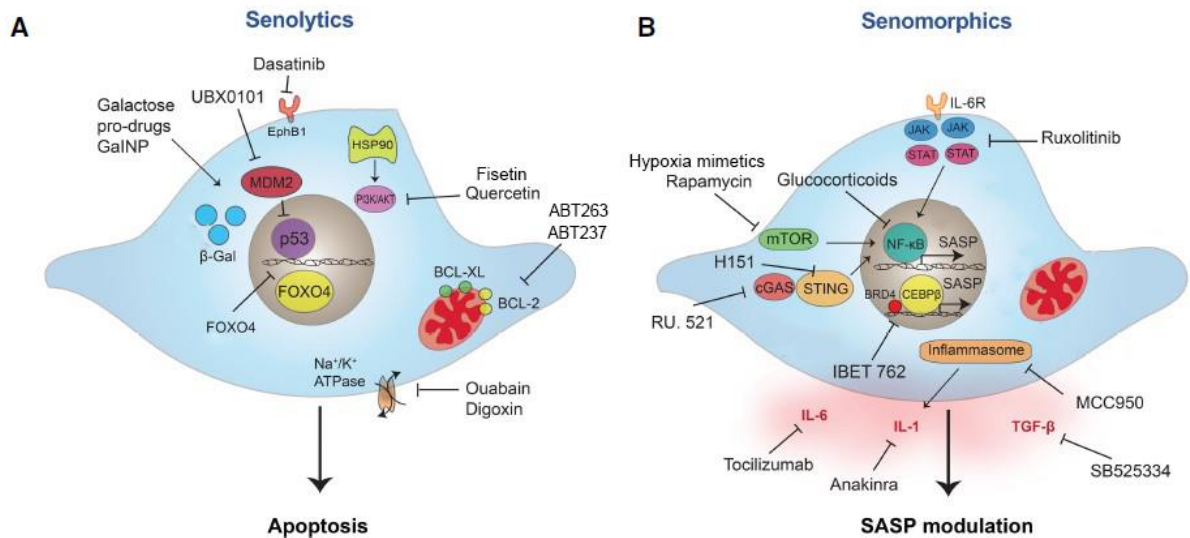 A
Senolytics
Dasatinib
UBX0101
EphB1
Galactose
pro-drugs
GalNP
HSP90
MDM2
PI3K/AKT
Fisetin
Quercetin
p53
β-Gal
ABT263
ABT237
FOXO4
BCL-XL
BCL-2
FOXO4
Na⁺/K⁺
ATPase
Ouabain
Digoxin
Apoptosis
B
Senomorphics
IL-6R
JAK
JAK
STAT
STAT
Ruxolitinib
Hypoxia mimetics
Rapamycin
Glucocorticoids
mTOR
NF-κB
SASP
H151
cGAS
STING
BRD4
CEBPβ
SASP
RU. 521
IBET 762
Inflammasome
MCC950
IL-6
IL-1
TGF-β
Tocilizumab
Anakinra
SB525334
SASP modulation